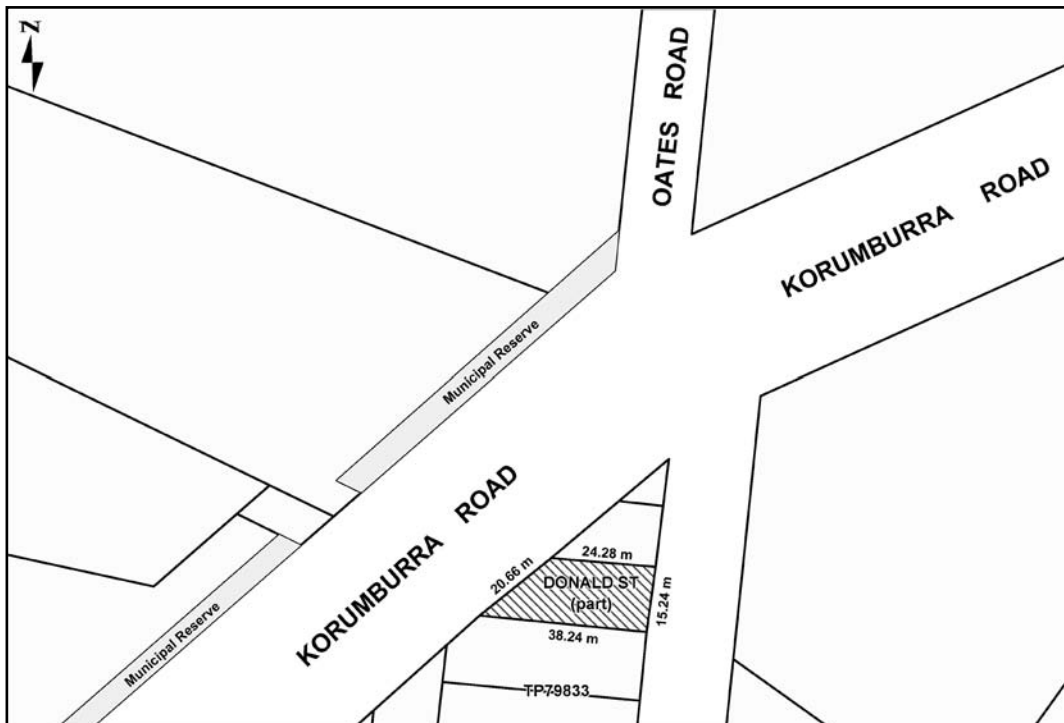 N
OATES ROAD
KORUMBURRA ROAD
Municipal Reserve
KORUMBURRA ROAD
24.28 m
20.66 m
DONALD ST
(part)
15.24 m
38.24 m
Municipal Reserve
TP79833